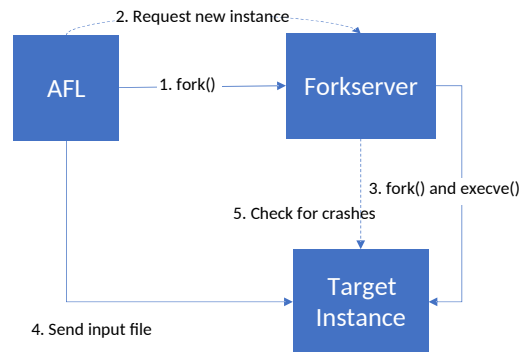 2. Request new instance
AFL
1. fork()
Forkserver
3. fork() and execve()
5. Check for crashes
Target
Instance
4. Send input file